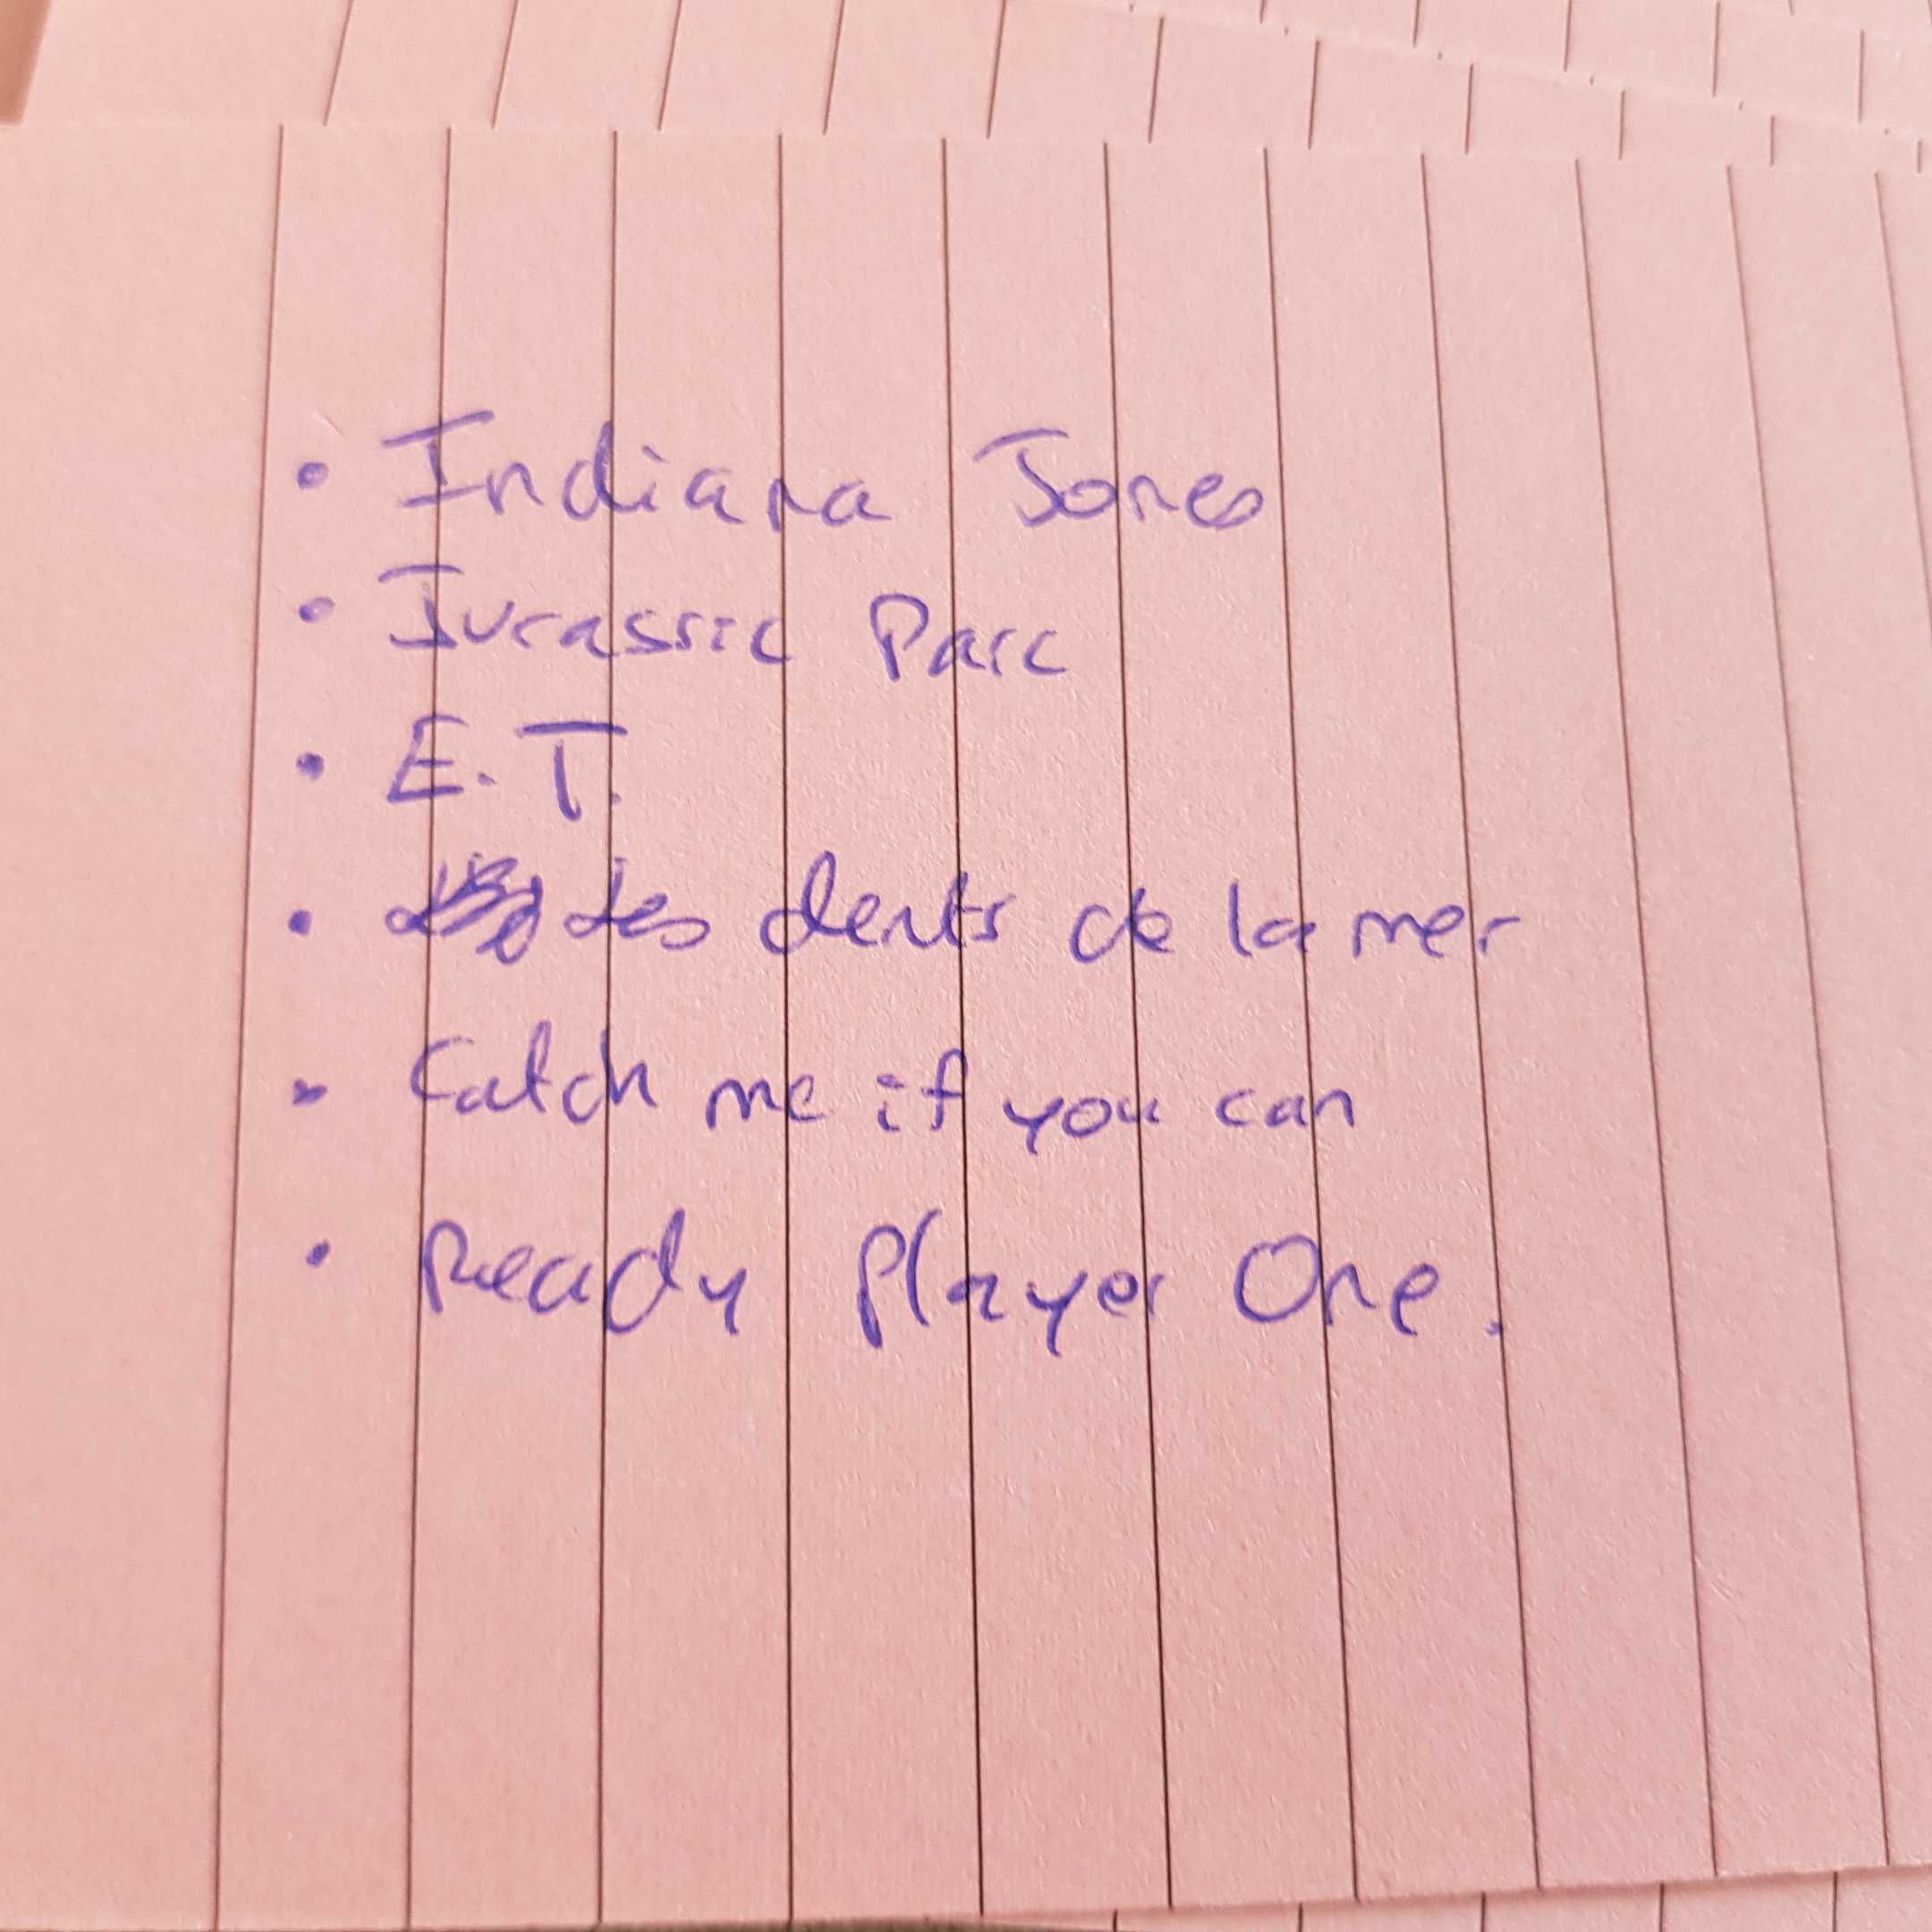 • Indiana Jones
• Jurassic Parc
• E.T.
• Les dents de la mer
• Catch me if you can
• Ready Player One.